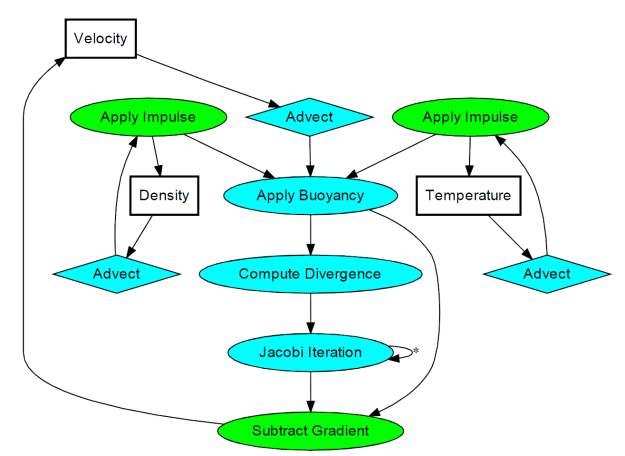 Velocity
Apply Impulse
Advect
Apply Impulse
Density
Apply Buoyancy
Temperature
Advect
Compute Divergence
Advect
Jacobi Iteration
*
Subtract Gradient